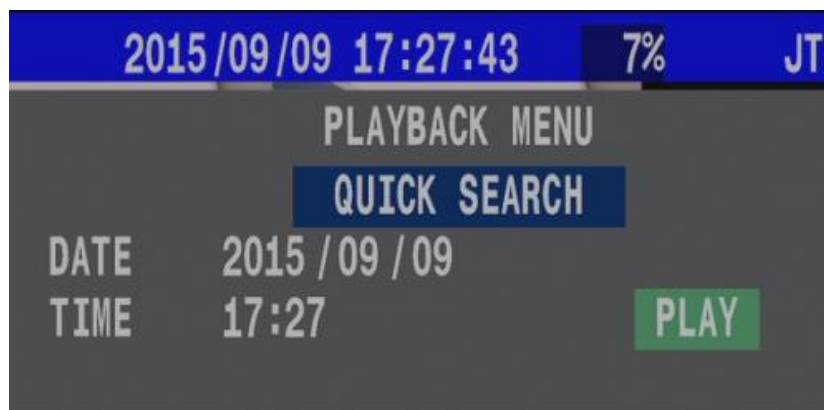 2015/09/09 17:27:43 7% JT
PLAYBACK MENU
QUICK SEARCH
DATE 2015/09/09
TIME 17:27 PLAY